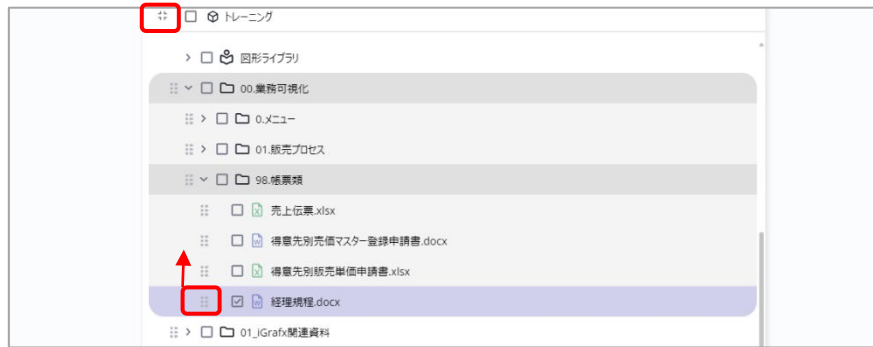 トレーニング
図形ライブラリ
00.業務可視化
0.メニュー
01.販売プロセス
98.帳票類
売上伝票.xlsx
得意先別売価マスター登録申請書.docx
得意先別販売単価申請書.xlsx
経理規程.docx
01_iGrafx関連資料